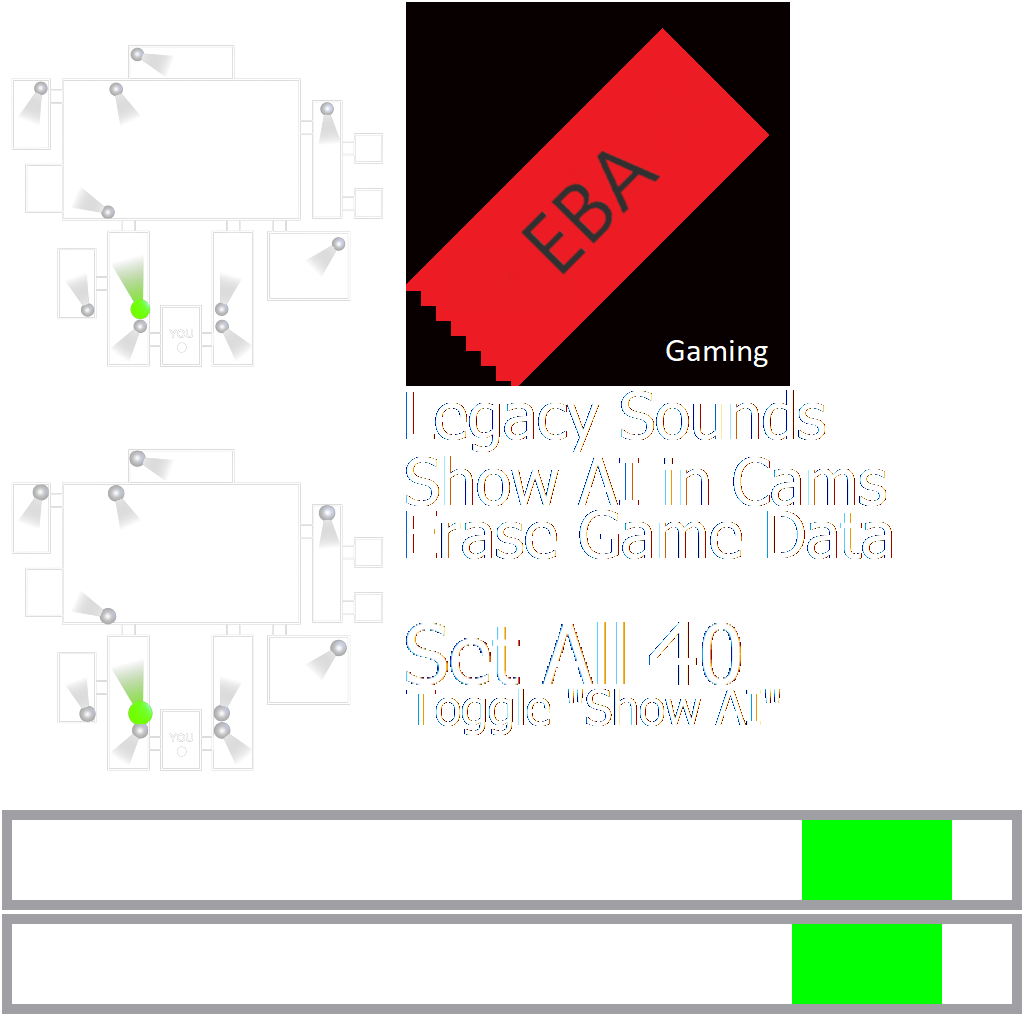 EBA
Gaming
Legacy Sounds
Show AI in Cams
Erase Game Data
Set All 40
Toggle "Show AI"
YOU
YOU